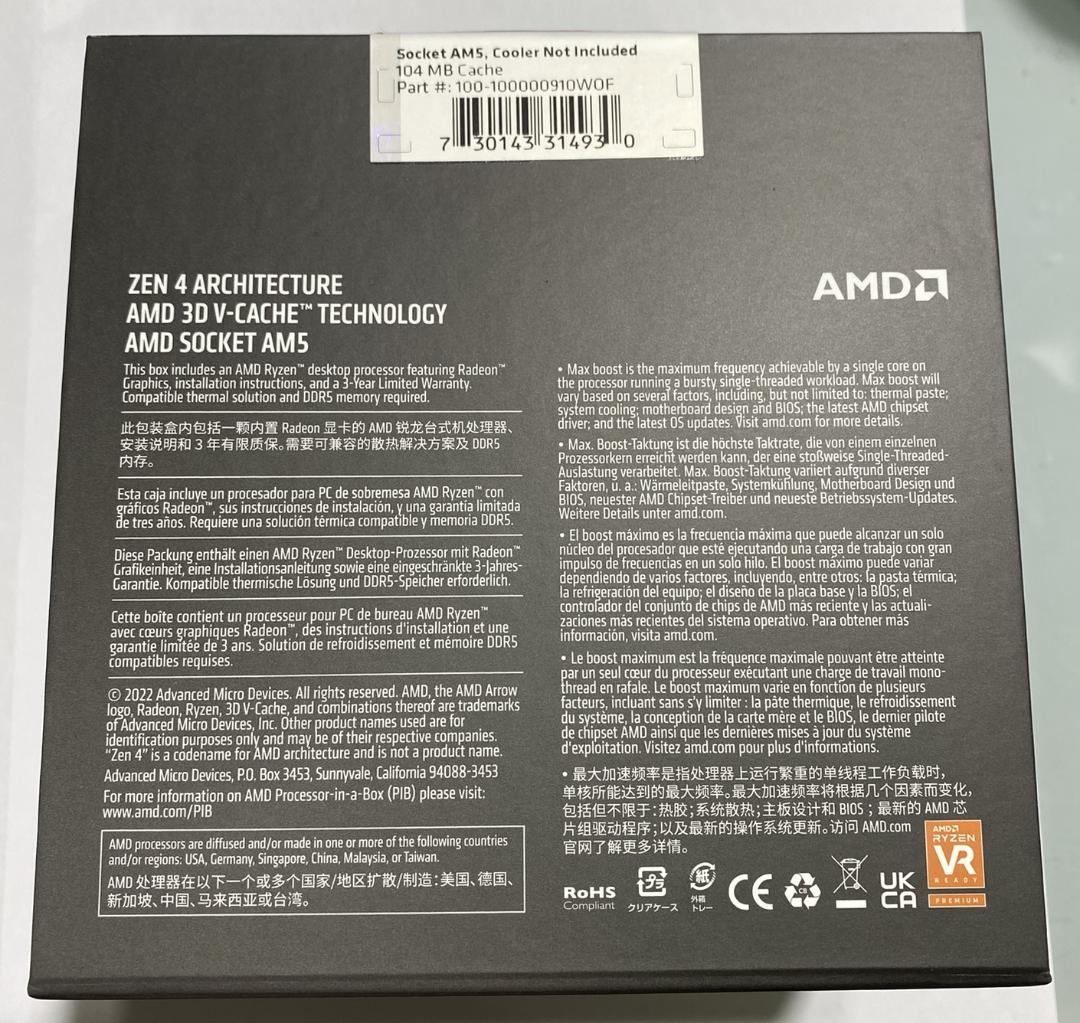 Socket AM5, Cooler Not Included
104 MB Cache
Part #: 100-100000910WOF
7 30143 31493 0
AMD
ZEN 4 ARCHITECTURE
AMD 3D V-CACHE™ TECHNOLOGY
AMD SOCKET AM5
This box includes an AMD Ryzen™ desktop processor featuring Radeon™
Graphics, installation instructions, and a 3-Year Limited Warranty.
Compatible thermal solution and DDR5 memory required.
此包装盒内包括一颗内置 Radeon 显卡的 AMD 锐龙台式机处理器、
安装说明和 3 年有限质保。需要可兼容的散热解决方案及 DDR5
内存。
Esta caja incluye un procesador para PC de sobremesa AMD Ryzen™ con
gráficos Radeon™, sus instrucciones de instalación, y una garantía limitada
de tres años. Requiere una solución térmica compatible y memoria DDR5.
Diese Packung enthält einen AMD Ryzen™ Desktop-Prozessor mit Radeon™
Grafikeinheit, eine Installationsanleitung sowie eine eingeschränkte 3-Jahres-
Garantie. Kompatible thermische Lösung und DDR5-Speicher erforderlich.
Cette boîte contient un processeur pour PC de bureau AMD Ryzen™
avec cœurs graphiques Radeon™, des instructions d'installation et une
garantie limitée de 3 ans. Solution de refroidissement et mémoire DDR5
compatibles requises.
© 2022 Advanced Micro Devices. All rights reserved. AMD, the AMD Arrow
logo, Radeon, Ryzen, 3D V-Cache, and combinations thereof are trademarks
of Advanced Micro Devices, Inc. Other product names used are for
identification purposes only and may be of their respective companies.
“Zen 4” is a codename for AMD architecture and is not a product name.
Advanced Micro Devices, P.O. Box 3453, Sunnyvale, California 94088-3453
For more information on AMD Processor-in-a-Box (PIB) please visit:
www.amd.com/PIB
AMD processors are diffused and/or made in one or more of the following countries
and/or regions: USA, Germany, Singapore, China, Malaysia, or Taiwan.
AMD 处理器在以下一个或多个国家/地区扩散/制造：美国、德国、
新加坡、中国、马来西亚或台湾。
• Max boost is the maximum frequency achievable by a single core on
the processor running a bursty single-threaded workload. Max boost will
vary based on several factors, including, but not limited to: thermal paste;
system cooling; motherboard design and BIOS; the latest AMD chipset
driver; and the latest OS updates. Visit amd.com for more details.
• Max. Boost-Taktung ist die höchste Taktrate, die von einem einzelnen
Prozessorkern erreicht werden kann, der eine stoßweise Single-Threaded-
Auslastung verarbeitet. Max. Boost-Taktung variiert aufgrund diverser
Faktoren, u. a.: Wärmeleitpaste, Systemkühlung, Motherboard Design und
BIOS, neuester AMD Chipset-Treiber und neueste Betriebssystem-Updates.
Weitere Details unter amd.com.
• El boost máximo es la frecuencia máxima que puede alcanzar un solo
núcleo del procesador que esté ejecutando una carga de trabajo con gran
impulso de frecuencias en un solo hilo. El boost máximo puede variar
dependiendo de varios factores, incluyendo, entre otros: la pasta térmica;
la refrigeración del equipo; el diseño de la placa base y la BIOS; el
controlador del conjunto de chips de AMD más reciente y las actuali-
zaciones más recientes del sistema operativo. Para obtener más
información, visita amd.com.
• Le boost maximum est la fréquence maximale pouvant être atteinte
par un seul cœur du processeur exécutant une charge de travail mono-
thread en rafale. Le boost maximum varie en fonction de plusieurs
facteurs, incluant sans s'y limiter : la pâte thermique, le refroidissement
du système, la conception de la carte mère et le BIOS, le dernier pilote
de chipset AMD ainsi que les dernières mises à jour du système
d'exploitation. Visitez amd.com pour plus d'informations.
• 最大加速频率是指处理器上运行繁重的单线程工作负载时，
单核所能达到的最大频率。最大加速频率将根据几个因素而变化，
包括但不限于：热胶；系统散热；主板设计和 BIOS；最新的 AMD 芯
片组驱动程序；以及最新的操作系统更新。访问 AMD.com
官网了解更多详情。
RoHS
Compliant
プラ
クリアケース
紙
外箱
トレー
CE
CB
UK
CA
AMD
RYZEN
VR
READY
PREMIUM